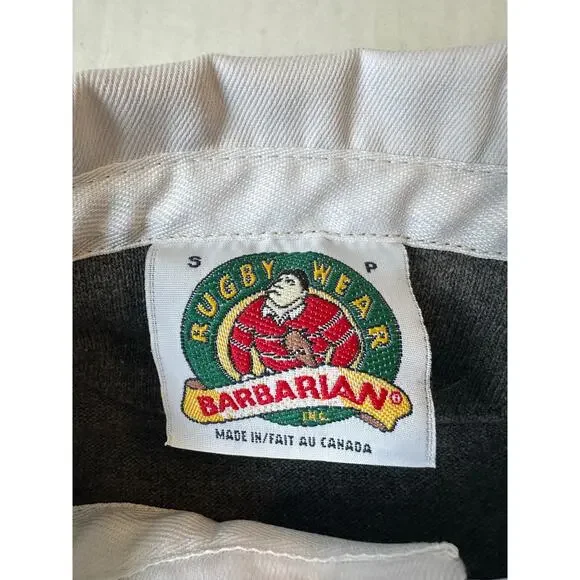 S P
RUGBY WEAR
BARBARIAN®
INC.
MADE IN/FAIT AU CANADA